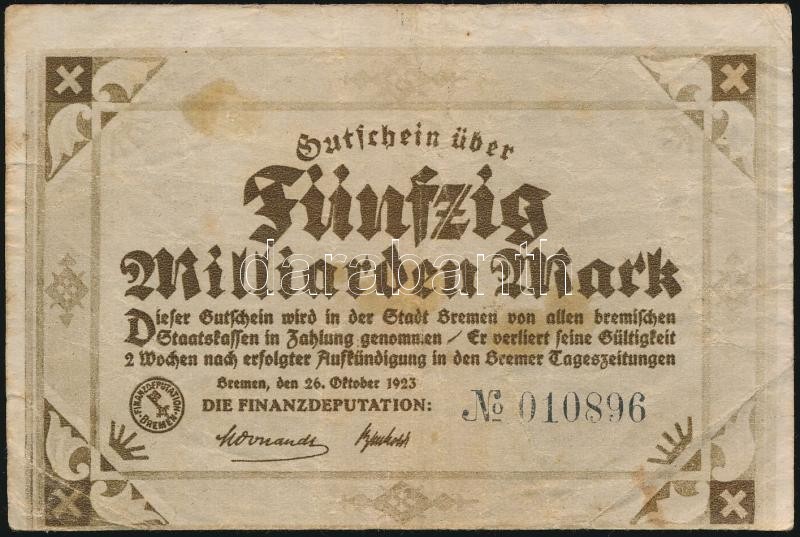 Gutschein über
Fünfzig
Milliarden Mark
Dieser Gutschein wird in der Stadt Bremen von allen bremischen
Staatskassen in Zahlung genommen / Er verliert seine Gültigkeit
2 Wochen nach erfolgter Aufkündigung in den Bremer Tageszeitungen
Bremen, den 26. Oktober 1923
DIE FINANZDEPUTATION:
№ 010896
FINANZDEPUTATION
BREMEN
darabanth.com